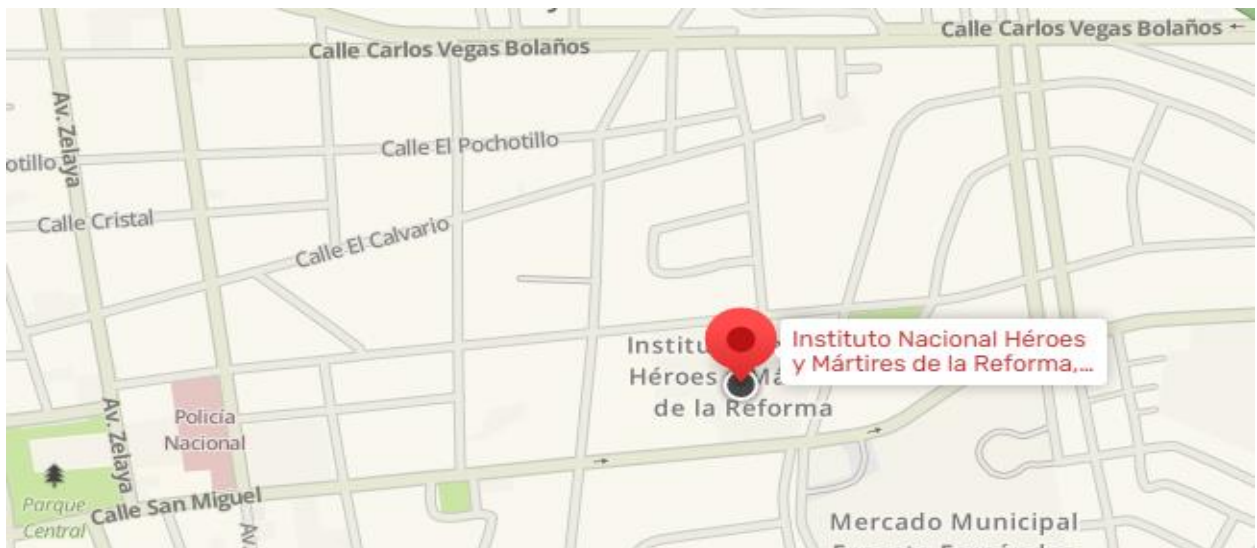 Calle Carlos Vegas Bolaños
Calle Carlos Vegas Bolaños
Av. Zelaya
otillo
Calle El Pochotillo
Calle Cristal
Calle El Calvario
Institu
Héroes
de la Reforma
Instituto Nacional Héroes
y Mártires de la Reforma,...
Policía
Nacional
Av. Zelaya
Parque
Central
Calle San Miguel
Av.
Mercado Municipal